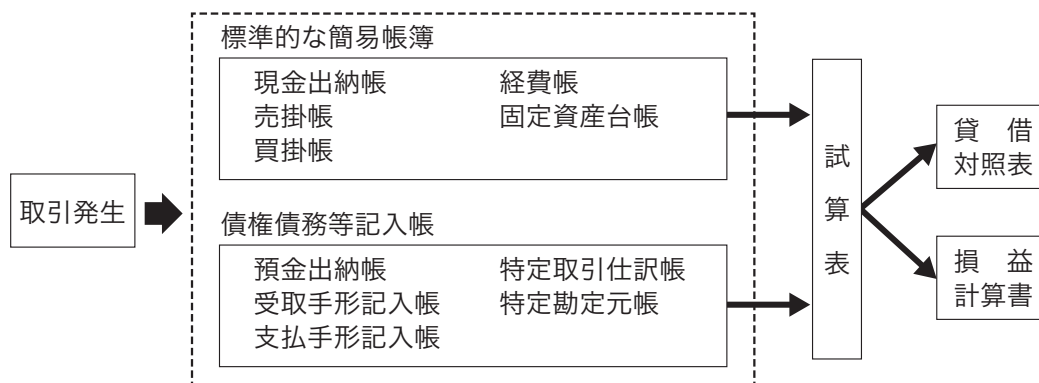 取引発生
標準的な簡易帳簿
現金出納帳
売掛帳
買掛帳
経費帳
固定資産台帳
債権債務等記入帳
預金出納帳
受取手形記入帳
支払手形記入帳
特定取引仕訳帳
特定勘定元帳
試算表
貸　借
対照表
損　益
計算書